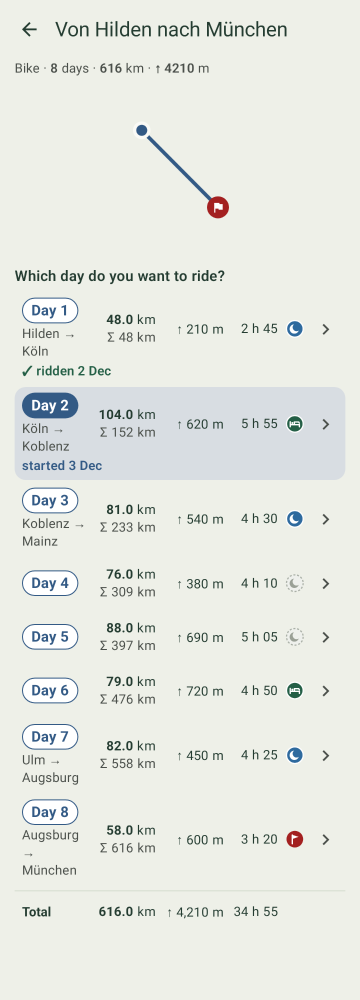 Von Hilden nach München
Bike · 8 days · 616 km · ↑ 4210 m
Which day do you want to ride?
Day 1
Hilden →
Köln
✓ ridden 2 Dec
48.0 km
Σ 48 km
↑ 210 m
2 h 45
Day 2
Köln →
Koblenz
started 3 Dec
104.0 km
Σ 152 km
↑ 620 m
5 h 55
Day 3
Koblenz →
Mainz
81.0 km
Σ 233 km
↑ 540 m
4 h 30
Day 4
76.0 km
Σ 309 km
↑ 380 m
4 h 10
Day 5
88.0 km
Σ 397 km
↑ 690 m
5 h 05
Day 6
79.0 km
Σ 476 km
↑ 720 m
4 h 50
Day 7
Ulm →
Augsburg
82.0 km
Σ 558 km
↑ 450 m
4 h 25
Day 8
Augsburg
→
München
58.0 km
Σ 616 km
↑ 600 m
3 h 20
Total 616.0 km ↑ 4,210 m 34 h 55